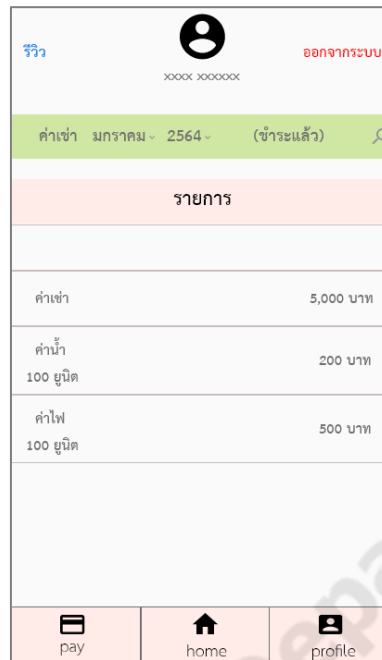 รีวิว
ออกจากระบบ
xxxx xxxxxx
ค่าเช่า มกราคม 2564 (ชำระแล้ว)
รายการ
ค่าเช่า 5,000 บาท
ค่าน้ำ
100 ยูนิต
200 บาท
ค่าไฟ
100 ยูนิต
500 บาท
pay home profile